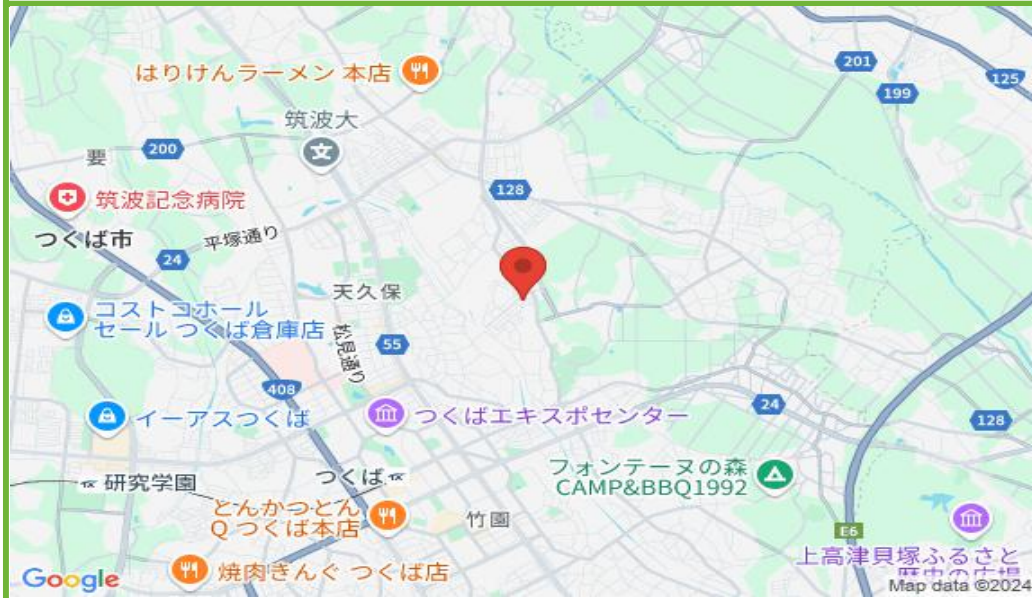 はりけんラーメン 本店
201
125
199
筑波大
200
要
128
筑波記念病院
つくば市
平塚通り
24
天久保
コストコホール
セール つくば倉庫店
松見通り
55
408
イーアスつくば
つくばエキスポセンター
24
128
フォンテーヌの森
CAMP&BBQ1992
つくば
研究学園
とんかつとん
Q つくば本店
竹園
E6
上高津貝塚ふるさと
歴史の広場
焼肉きんぐ つくば店
Google
Map data ©2024